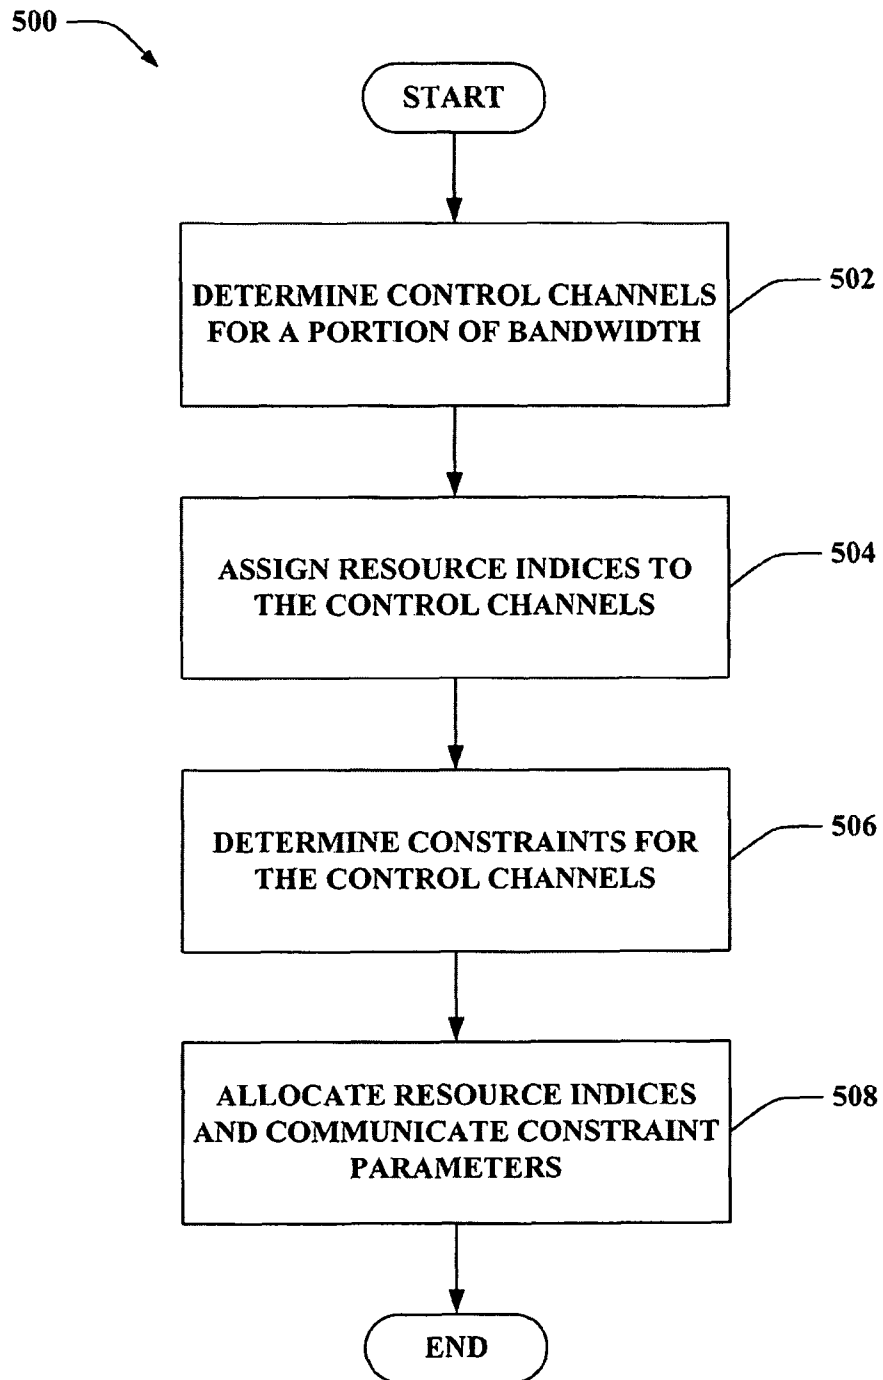 500
START
DETERMINE CONTROL CHANNELS
FOR A PORTION OF BANDWIDTH
502
ASSIGN RESOURCE INDICES TO
THE CONTROL CHANNELS
504
DETERMINE CONSTRAINTS FOR
THE CONTROL CHANNELS
506
ALLOCATE RESOURCE INDICES
AND COMMUNICATE CONSTRAINT
PARAMETERS
508
END